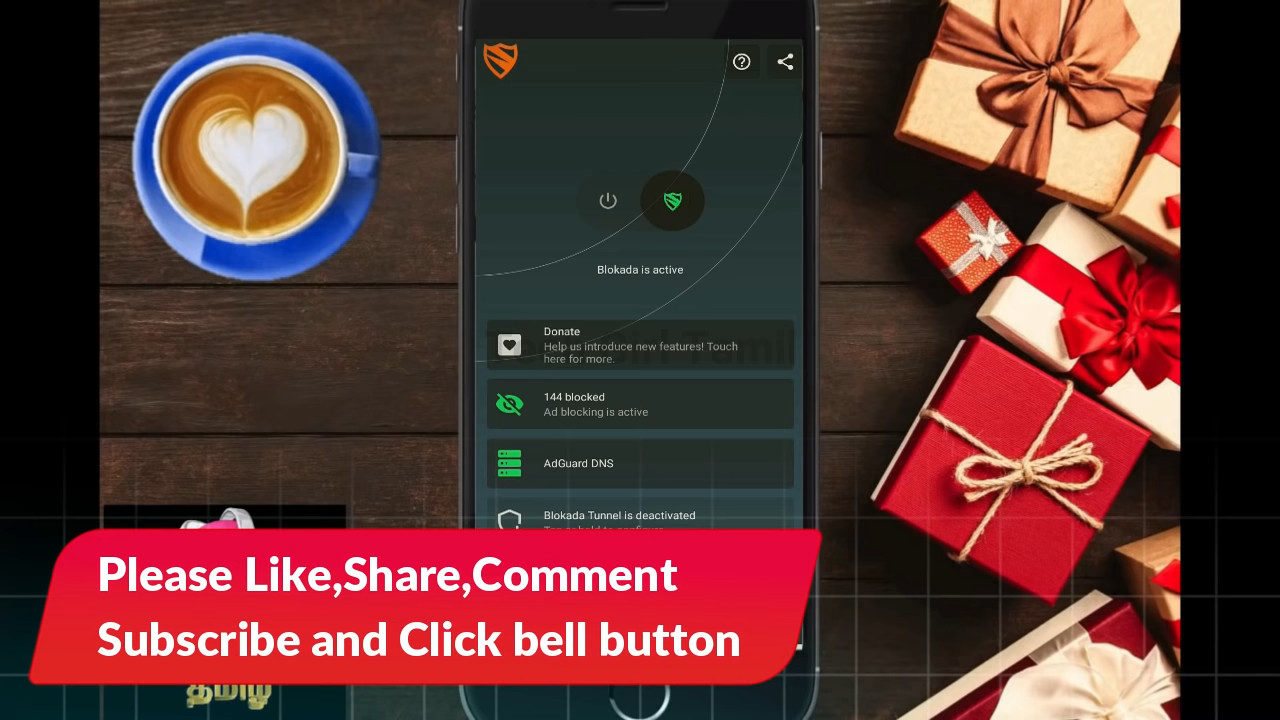 Blokada is active
Donate
Help us introduce new features! Touch
here for more.
144 blocked
Ad blocking is active
AdGuard DNS
Blokada Tunnel is deactivated
Please Like,Share,Comment
Subscribe and Click bell button
தமிழ்